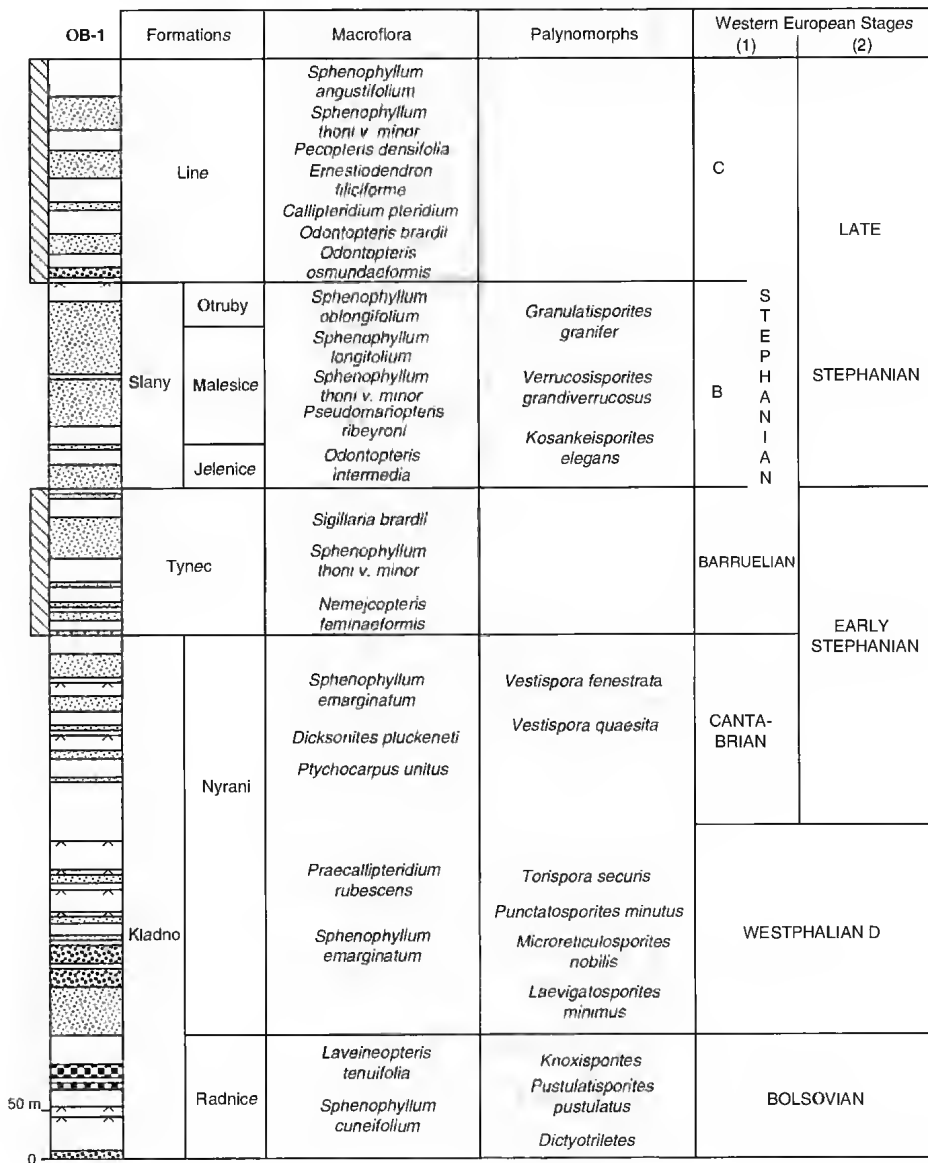 OB-1
Formations
Macroflora
Palynomorphs
Western European Stages
(1)
(2)
Line
Sphenophyllum
angustifolium
Sphenophyllum
thoni v. minor
Pecopteris densifolia
Ernestiodendron
filiciforme
Callipteridium pteridium
Odontopteris brardii
Odontopteris
osmundaeformis
C
LATE
STEPHANIAN
Slany
Otruby
Malesice
Jelenice
Sphenophyllum
oblongifolium
Sphenophyllum
longifolium
Sphenophyllum
thoni v. minor
Pseudomariopteris
ribeyroni
Odontopteris
intermedia
Granulatisporites
granifer
Verrucosisporites
grandiverrucosus
Kosankeisporites
elegans
B
S
T
E
P
H
A
N
I
A
N
Tynec
Sigillaria brardii
Sphenophyllum
thoni v. minor
Nemejcopteris
feminaeformis
BARRUELIAN
EARLY
STEPHANIAN
Kladno
Nyrani
Sphenophyllum
emarginatum
Dicksonites pluckeneti
Ptychocarpus unitus
Vestispora fenestrata
Vestispora quaesita
CANTA-
BRIAN
Praecallipteridium
rubescens
Sphenophyllum
emarginatum
Torispora securis
Punctatosporites minutus
Microreticulosporites
nobilis
Laevigatosporites
minimus
WESTPHALIAN D
Radnice
Laveineopteris
tenuifolia
Sphenophyllum
cuneifolium
Knoxisporites
Pustulatisporites
pustulatus
Dictyotriletes
BOLSOVIAN
50 m
0